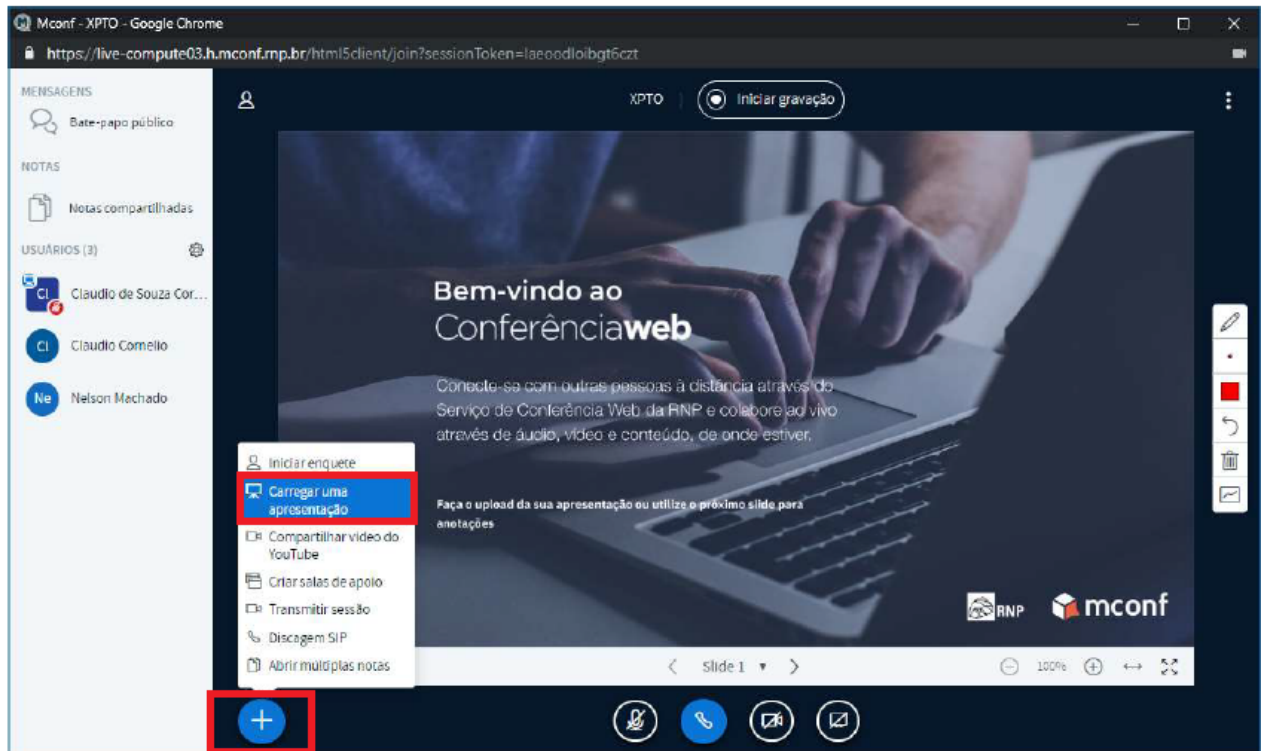 Mconf - XPTO - Google Chrome
https://live-compute03.h.mconf.rnp.br/html5client/join?sessionToken=laeoodloibgt6czt
MENSAGENS
Bate-papo público
NOTAS
Notas compartilhadas
USUÁRIOS (3)
CL Claudio de Souza Cor...
Cl Claudio Cornelio
Ne Nelson Machado
XPTO
Iniciar gravação
Bem-vindo ao
Conferênciaweb
Conecte-se com outras pessoas à distância através do
Serviço de Conferência Web da RNP e colabore ao vivo
através de áudio, vídeo e conteúdo, de onde estiver.
Faça o upload da sua apresentação ou utilize o próximo slide para
anotações
RNP
mconf
Iniciar enquete
Carregar uma
apresentação
Compartilhar vídeo do
YouTube
Criar salas de apoio
Transmitir sessão
Discagem SIP
Abrir múltiplas notas
Slide 1
100%